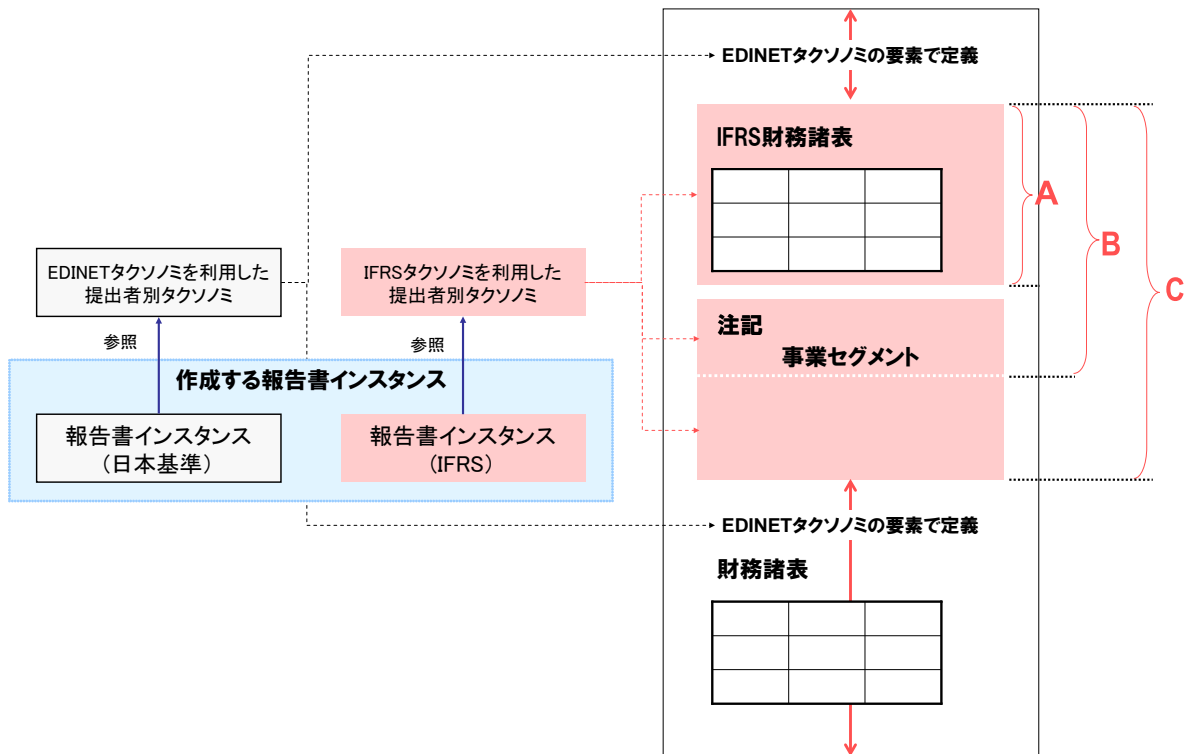 EDINETタクソノミの要素で定義
IFRS財務諸表
A
B
C
EDINETタクソノミを利用した
提出者別タクソノミ
IFRSタクソノミを利用した
提出者別タクソノミ
注記
事業セグメント
参照
参照
作成する報告書インスタンス
報告書インスタンス
(日本基準)
報告書インスタンス
(IFRS)
EDINETタクソノミの要素で定義
財務諸表